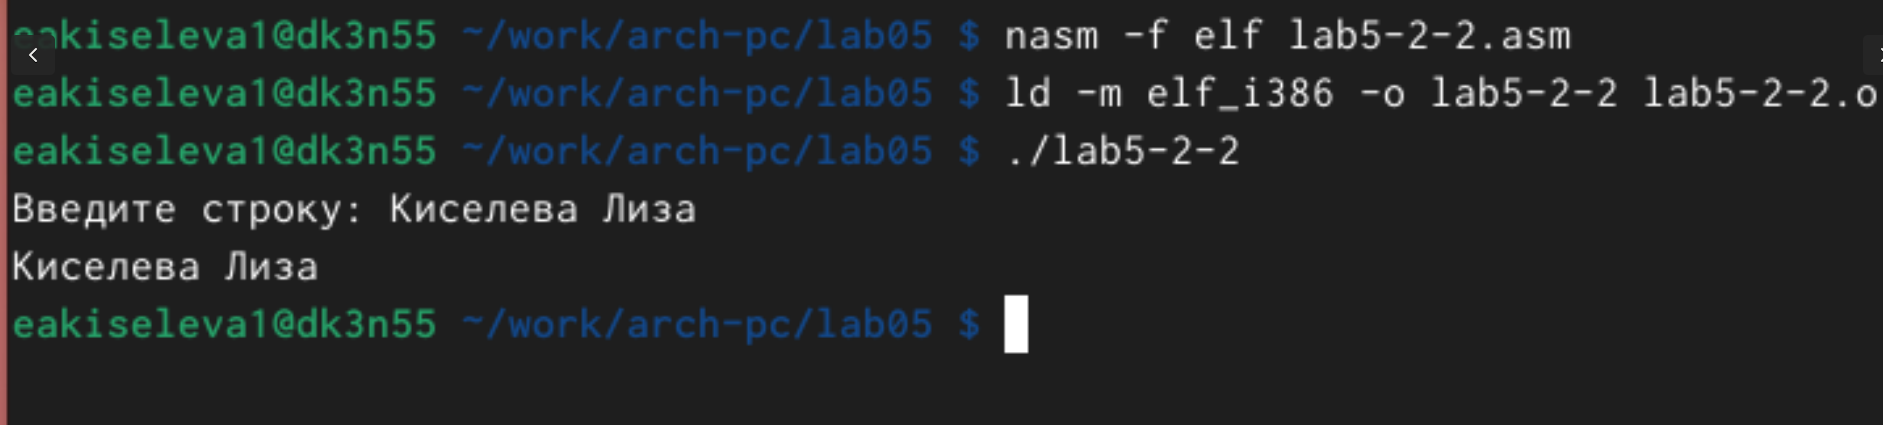 eakiseleva1@dk3n55 ~/work/arch-pc/lab05 $ nasm -f elf lab5-2-2.asm
eakiseleva1@dk3n55 ~/work/arch-pc/lab05 $ ld -m elf_i386 -o lab5-2-2 lab5-2-2.o
eakiseleva1@dk3n55 ~/work/arch-pc/lab05 $ ./lab5-2-2
Введите строку: Киселева Лиза
Киселева Лиза
eakiseleva1@dk3n55 ~/work/arch-pc/lab05 $